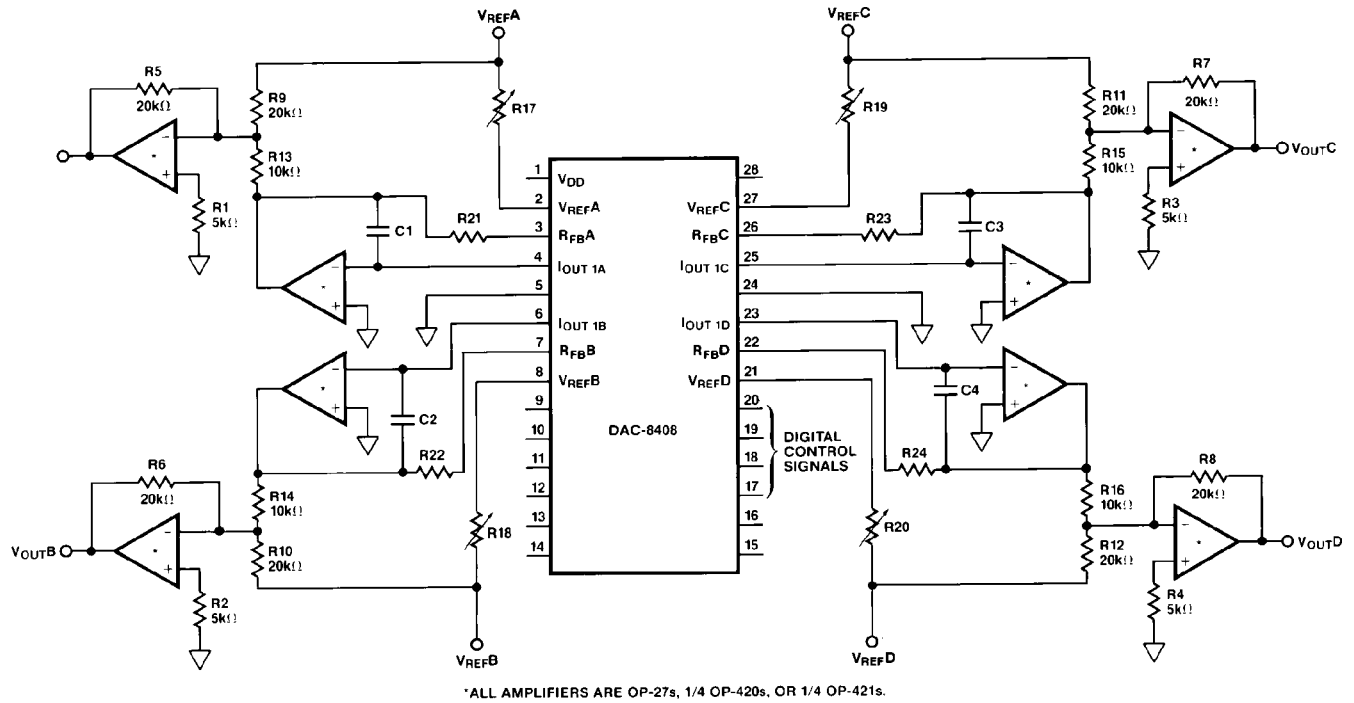 VREFA
VREFC
R5
20kΩ
R9
20kΩ
R17
R13
10kΩ
R1
5kΩ
C1
R21
R19
R11
20kΩ
R7
20kΩ
VOUTC
R15
10kΩ
R3
5kΩ
R23
C3
1
VDD
28
2
VREFA
VREFC
27
3
RFBA
RFBC
26
4
IOUT 1A
IOUT 1C
25
5
24
6
IOUT 1B
IOUT 1D
23
7
RFBB
RFBD
22
8
VREFB
VREFD
21
9
20
10
DAC-8408
19
11
18
12
17
13
16
14
15
DIGITAL
CONTROL
SIGNALS
C2
R22
R6
20kΩ
R14
10kΩ
VOUTB
R10
20kΩ
R18
R2
5kΩ
VREFB
C4
R24
R20
R16
10kΩ
R8
20kΩ
VOUTD
R12
20kΩ
R4
5kΩ
VREFD
*ALL AMPLIFIERS ARE OP-27s, 1/4 OP-420s, OR 1/4 OP-421s.